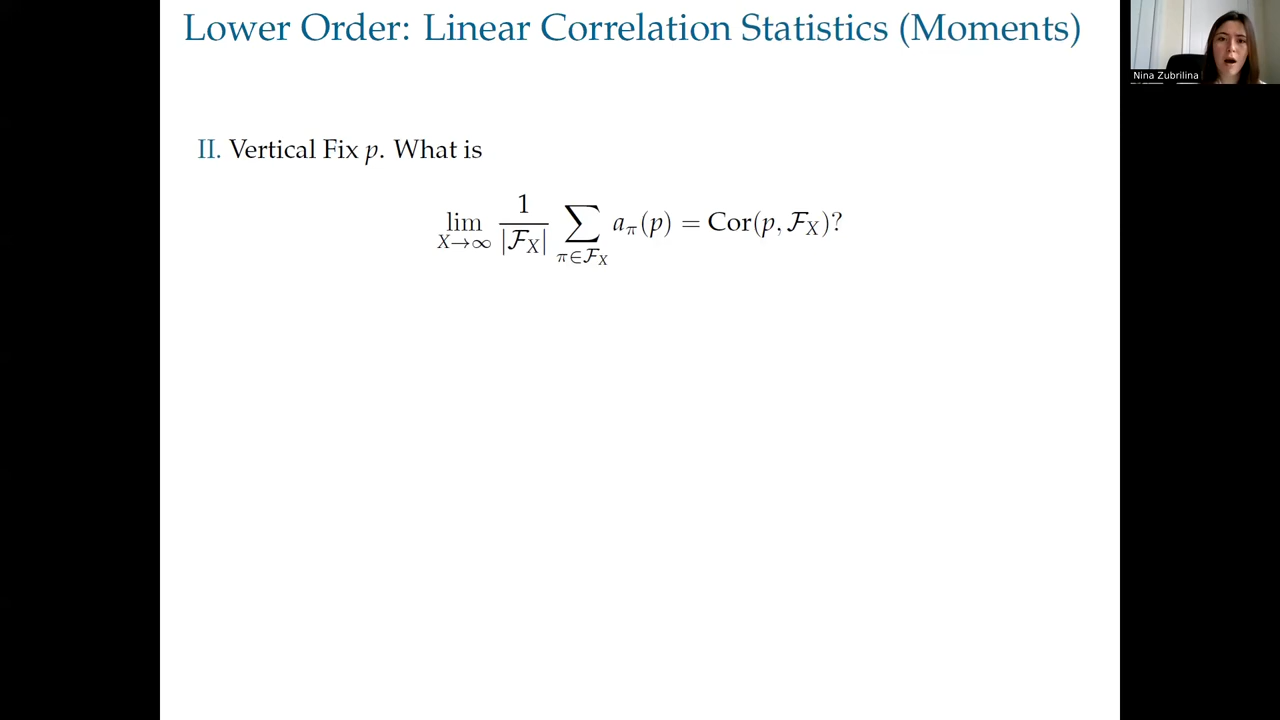 Lower Order: Linear Correlation Statistics (Moments)
Nina Zubrilina
II. Vertical Fix p. What is
lim_{X→∞} 1/|ℱ_X| ∑_{π∈ℱ_X} a_π(p) = Cor(p, ℱ_X)?